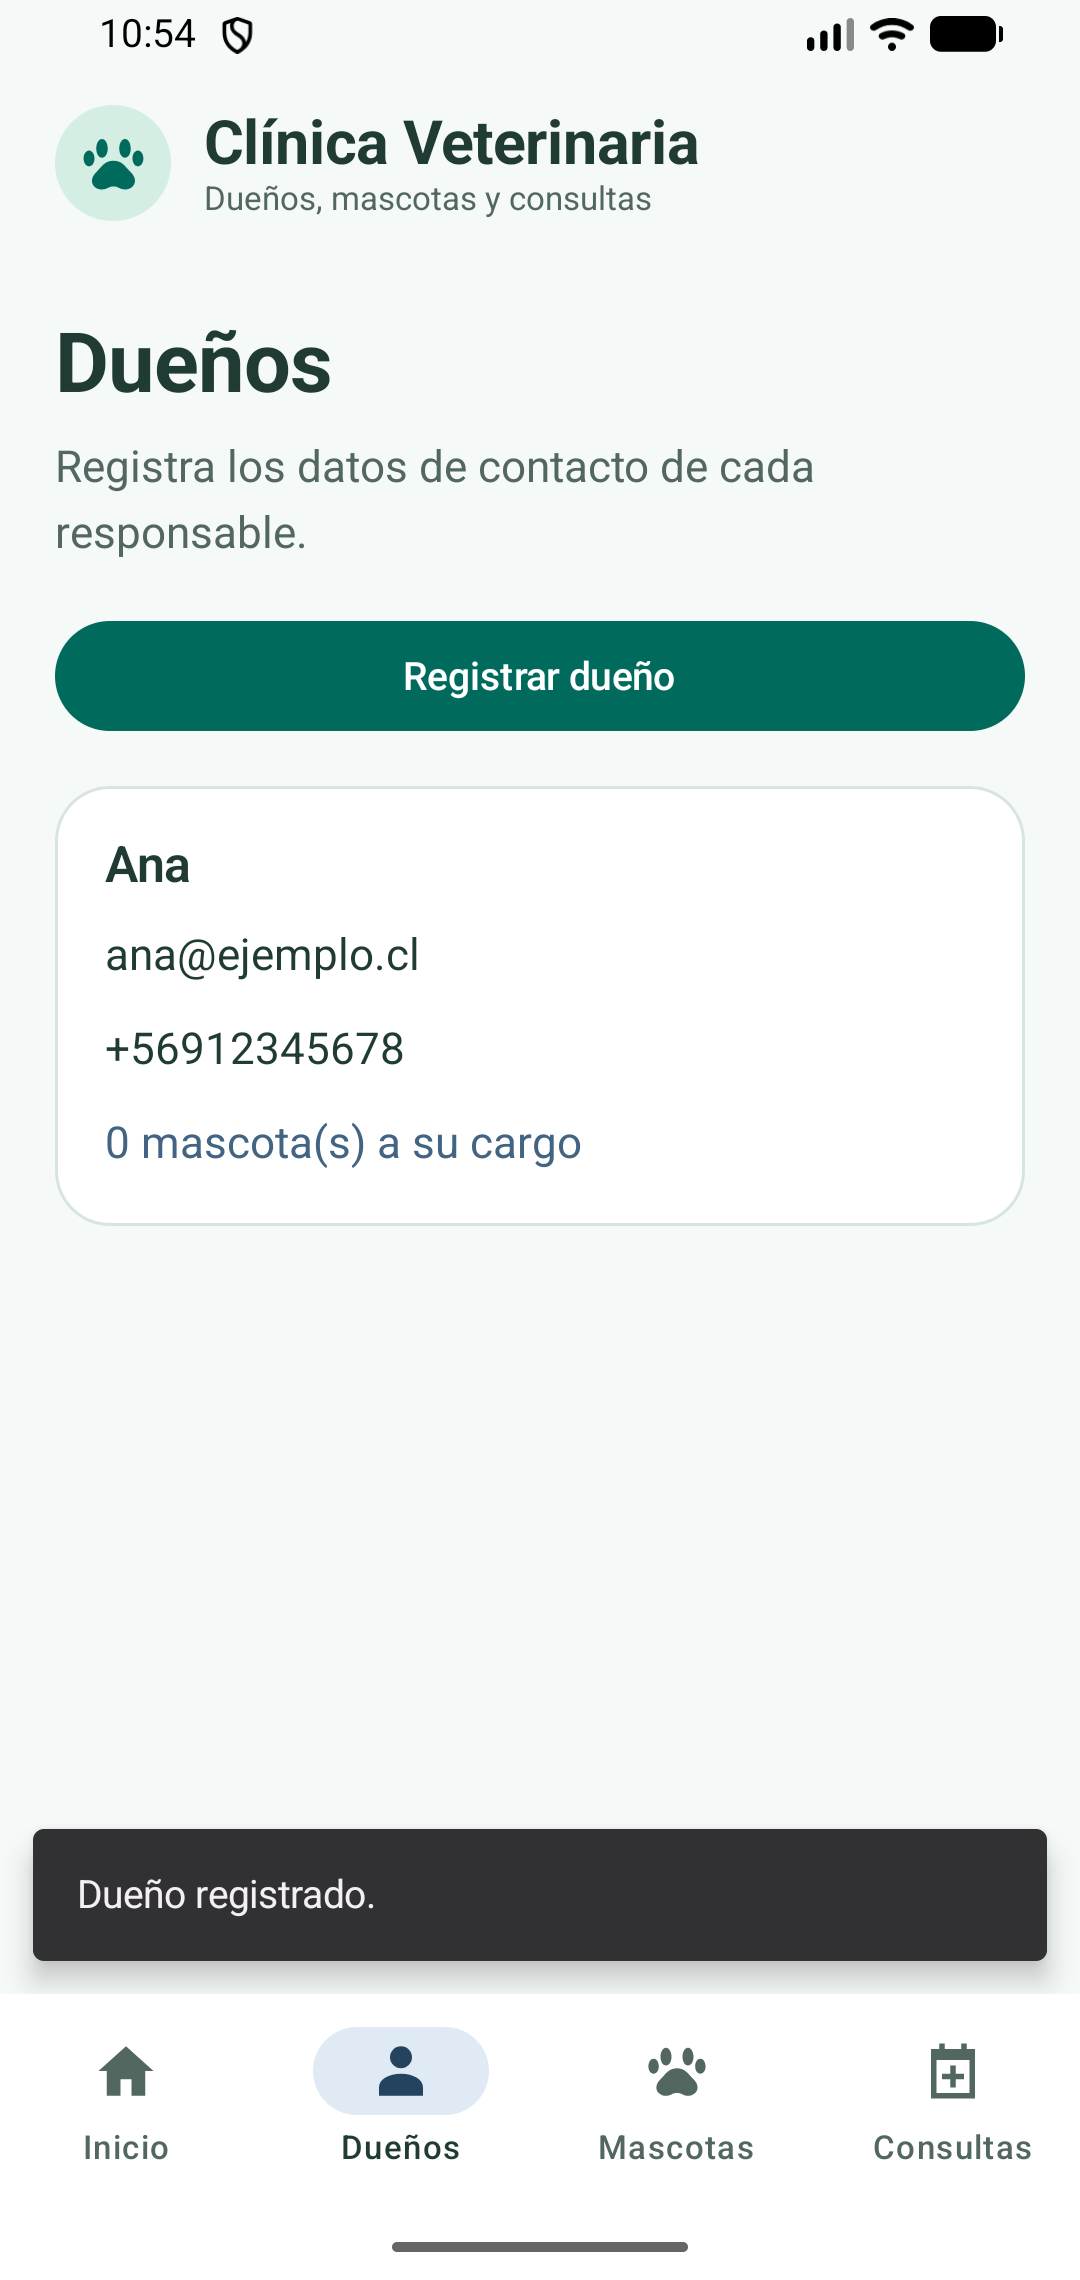 10:54
Clínica Veterinaria
Dueños, mascotas y consultas
Dueños
Registra los datos de contacto de cada
responsable.
Registrar dueño
Ana
ana@ejemplo.cl
+56912345678
0 mascota(s) a su cargo
Dueño registrado.
Inicio
Dueños
Mascotas
Consultas